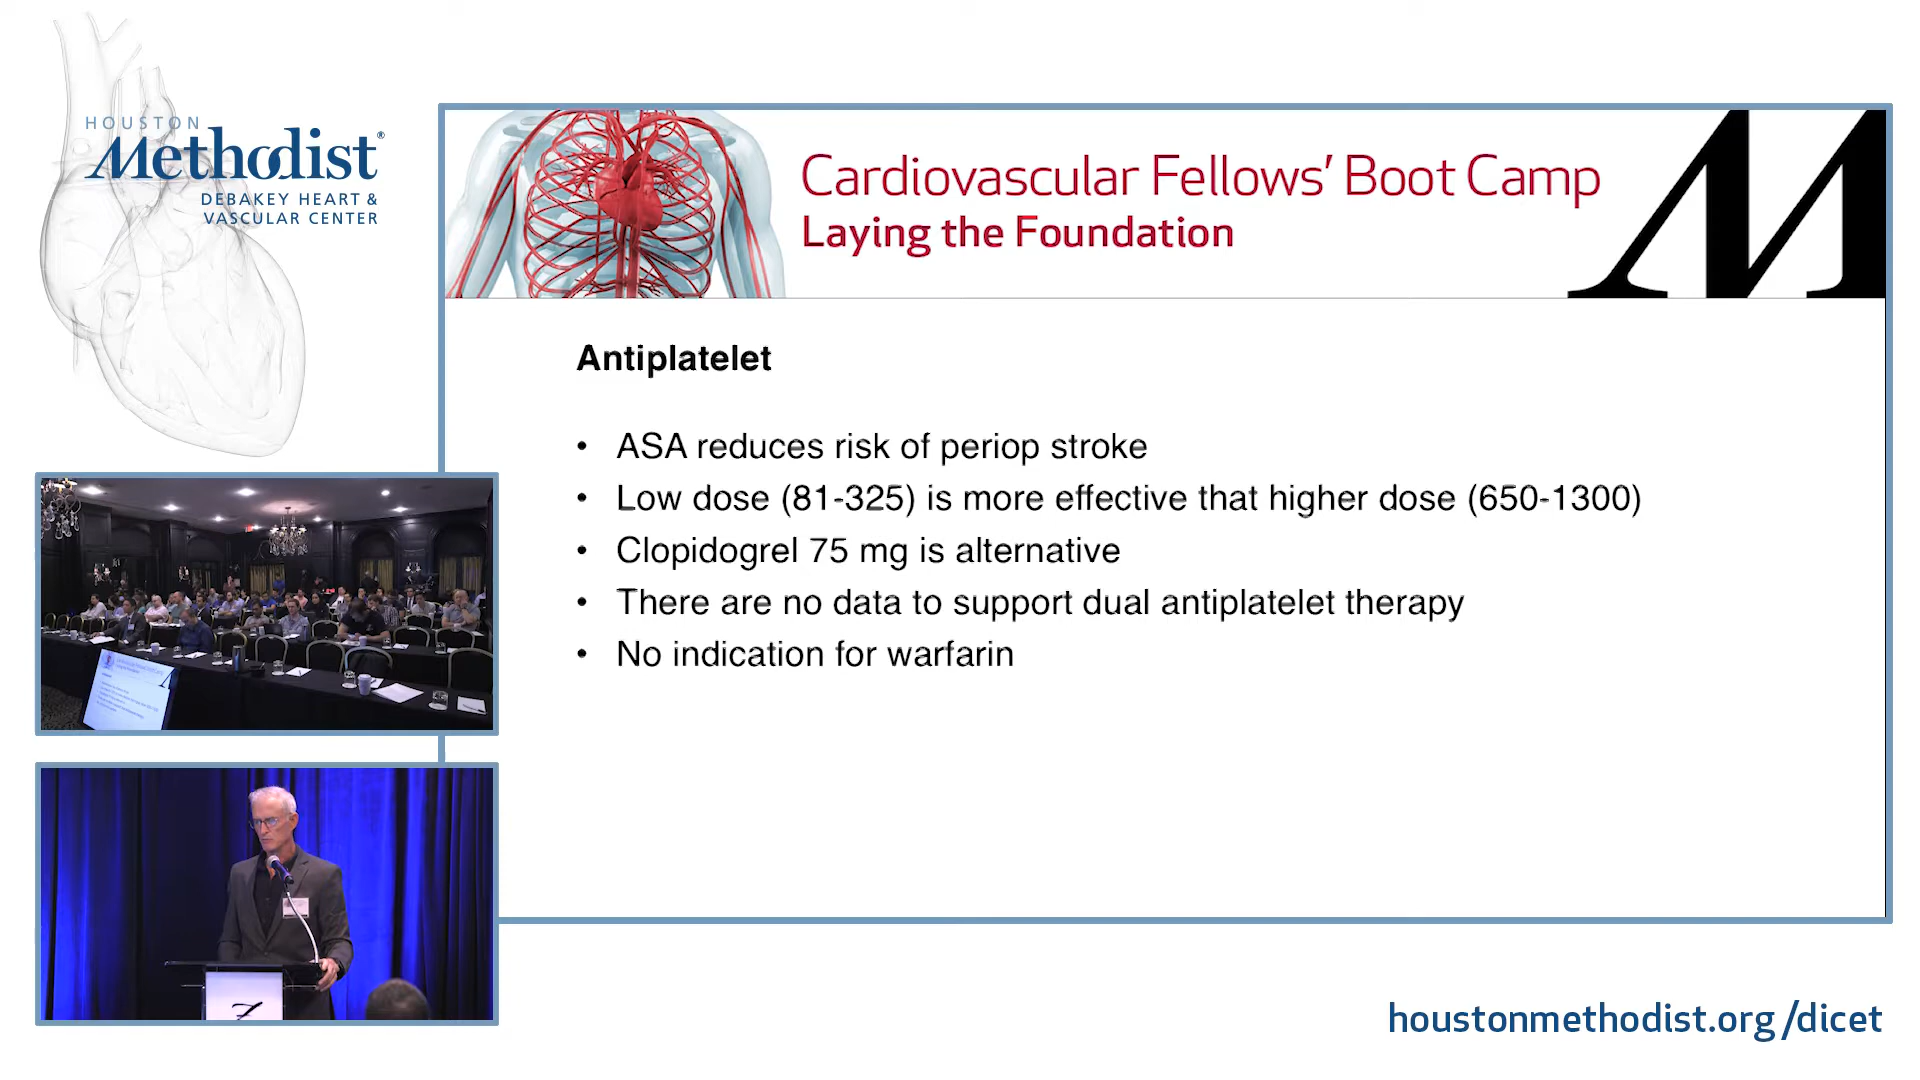 HOUSTON
Methodist®
DEBAKEY HEART &
VASCULAR CENTER
Cardiovascular Fellows’ Boot Camp
Laying the Foundation
M
Antiplatelet
• ASA reduces risk of periop stroke
• Low dose (81-325) is more effective that higher dose (650-1300)
• Clopidogrel 75 mg is alternative
• There are no data to support dual antiplatelet therapy
• No indication for warfarin
houstonmethodist.org/dicet